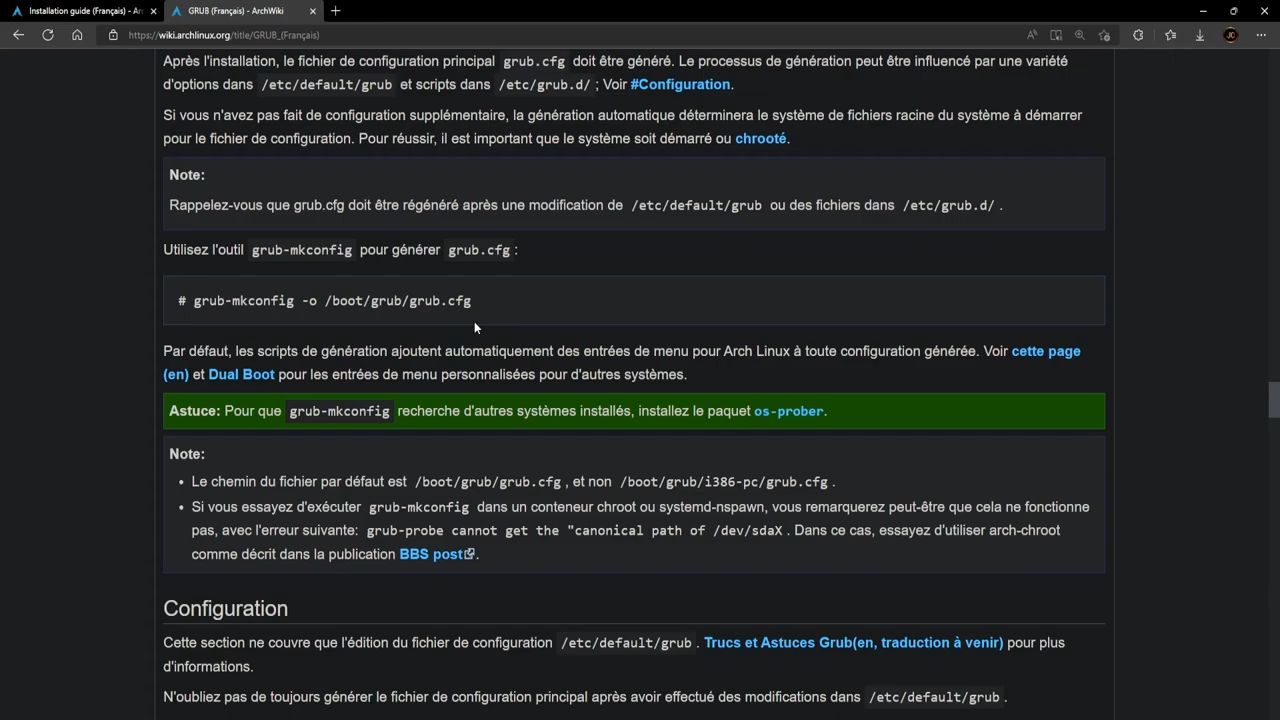 Installation guide (Français) - Ar
GRUB (Français) - ArchWiki
https://wiki.archlinux.org/title/GRUB_(Français)
JC
Après l'installation, le fichier de configuration principal grub.cfg doit être généré. Le processus de génération peut être influencé par une variété
d'options dans /etc/default/grub et scripts dans /etc/grub.d/ ; Voir #Configuration.
Si vous n'avez pas fait de configuration supplémentaire, la génération automatique déterminera le système de fichiers racine du système à démarrer
pour le fichier de configuration. Pour réussir, il est important que le système soit démarré ou chrooté.
Note:
Rappelez-vous que grub.cfg doit être régénéré après une modification de /etc/default/grub ou des fichiers dans /etc/grub.d/ .
Utilisez l'outil grub-mkconfig pour générer grub.cfg :
# grub-mkconfig -o /boot/grub/grub.cfg
Par défaut, les scripts de génération ajoutent automatiquement des entrées de menu pour Arch Linux à toute configuration générée. Voir cette page
(en) et Dual Boot pour les entrées de menu personnalisées pour d'autres systèmes.
Astuce: Pour que grub-mkconfig recherche d'autres systèmes installés, installez le paquet os-prober.
Note:
• Le chemin du fichier par défaut est /boot/grub/grub.cfg , et non /boot/grub/i386-pc/grub.cfg .
• Si vous essayez d'exécuter grub-mkconfig dans un conteneur chroot ou systemd-nspawn, vous remarquerez peut-être que cela ne fonctionne
pas, avec l'erreur suivante: grub-probe cannot get the "canonical path of /dev/sdaX . Dans ce cas, essayez d'utiliser arch-chroot
comme décrit dans la publication BBS post.
Configuration
Cette section ne couvre que l'édition du fichier de configuration /etc/default/grub . Trucs et Astuces Grub(en, traduction à venir) pour plus
d'informations.
N'oubliez pas de toujours générer le fichier de configuration principal après avoir effectué des modifications dans /etc/default/grub .